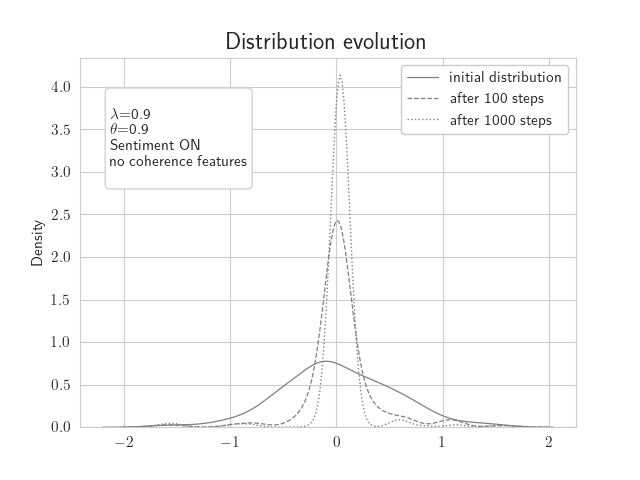 Distribution evolution
λ=0.9
θ=0.9
Sentiment ON
no coherence features
initial distribution
after 100 steps
after 1000 steps
Density
4.0
3.5
3.0
2.5
2.0
1.5
1.0
0.5
0.0
−2
−1
0
1
2